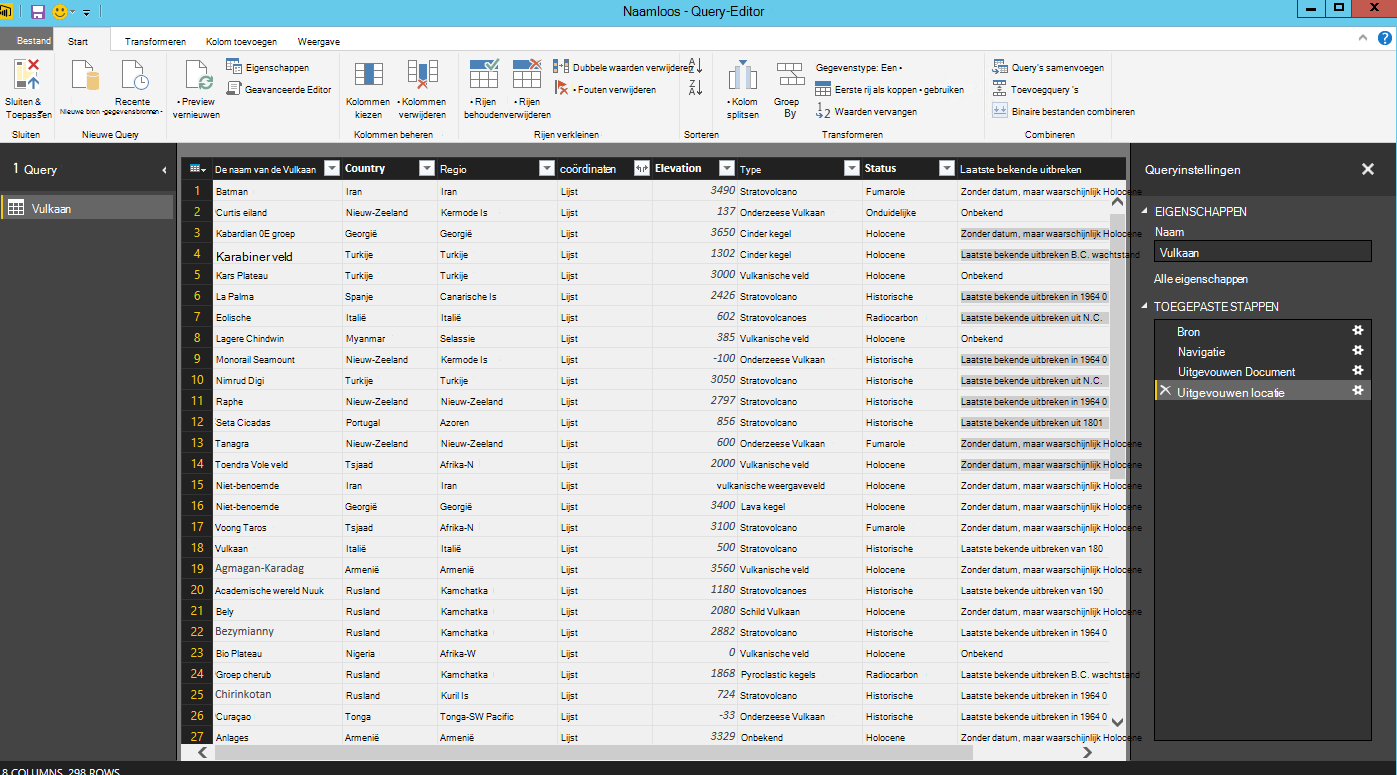 Naamloos - Query-Editor
Bestand Start Transformeren Kolom toevoegen Weergave
Sluiten & Toepassen
Sluiten
Nieuwe bron
Recente gegevensbronnen
Nieuwe Query
• Preview vernieuwen
Eigenschappen
Geavanceerde Editor
Kolommen kiezen
• Kolommen verwijderen
Kolommen beheren
• Rijen behouden
• Rijen verwijderen
Dubbele waarden verwijderen
• Fouten verwijderen
Rijen verkleinen
Sorteren
• Kolom splitsen
Groep By
Gegevenstype: Een •
Eerste rij als koppen • gebruiken
Waarden vervangen
Transformeren
Query's samenvoegen
Toevoegquery 's
Binaire bestanden combineren
Combineren
1 Query
Vulkaan
De naam van de Vulkaan Country Regio coördinaten Elevation Type Status Laatste bekende uitbreken
1 Batman Iran Iran Lijst 3490 Stratovolcano Fumarole Zonder datum, maar waarschijnlijk Holocene
2 Curtis eiland Nieuw-Zeeland Kermode Is Lijst 137 Onderzeese Vulkaan Onduidelijke Onbekend
3 Kabardian 0E groep Georgië Georgië Lijst 3650 Cinder kegel Holocene Zonder datum, maar waarschijnlijk Holocene
4 Karabiner veld Turkije Turkije Lijst 1302 Cinder kegel Holocene Laatste bekende uitbreken B.C. wachtstand
5 Kars Plateau Turkije Turkije Lijst 3000 Vulkanische veld Holocene Onbekend
6 La Palma Spanje Canarische Is Lijst 2426 Stratovolcano Historische Laatste bekende uitbreken in 1964 0
7 Eolische Italië Italië Lijst 602 Stratovolcanoes Radiocarbon Laatste bekende uitbreken uit N.C.
8 Lagere Chindwin Myanmar Selassie Lijst 385 Vulkanische veld Holocene Onbekend
9 Monorail Seamount Nieuw-Zeeland Kermode Is Lijst -100 Onderzeese Vulkaan Historische Laatste bekende uitbreken in 1964 0
10 Nimrud Digi Turkije Turkije Lijst 3050 Stratovolcano Historische Laatste bekende uitbreken uit N.C.
11 Raphe Nieuw-Zeeland Nieuw-Zeeland Lijst 2797 Stratovolcano Historische Laatste bekende uitbreken in 1964 0
12 Seta Cicadas Portugal Azoren Lijst 856 Stratovolcano Historische Laatste bekende uitbreken uit 1801
13 Tanagra Nieuw-Zeeland Nieuw-Zeeland Lijst 600 Onderzeese Vulkaan Fumarole Zonder datum, maar waarschijnlijk Holocene
14 Toendra Vole veld Tsjaad Afrika-N Lijst 2000 Vulkanische veld Holocene Zonder datum, maar waarschijnlijk Holocene
15 Niet-benoemde Iran Iran Lijst vulkanische weergaveveld Holocene Zonder datum, maar waarschijnlijk Holocene
16 Niet-benoemde Georgië Georgië Lijst 3400 Lava kegel Holocene Zonder datum, maar waarschijnlijk Holocene
17 Voong Taros Tsjaad Afrika-N Lijst 3100 Stratovolcano Fumarole Zonder datum, maar waarschijnlijk Holocene
18 Vulkaan Italië Italië Lijst 500 Stratovolcano Historische Laatste bekende uitbreken van 180
19 Agmagan-Karadag Armenië Armenië Lijst 3560 Vulkanische veld Holocene Zonder datum, maar waarschijnlijk Holocene
20 Academische wereld Nuuk Rusland Kamchatka Lijst 1180 Stratovolcanoes Historische Laatste bekende uitbreken van 190
21 Bely Rusland Kamchatka Lijst 2080 Schild Vulkaan Holocene Zonder datum, maar waarschijnlijk Holocene
22 Bezymianny Rusland Kamchatka Lijst 2882 Stratovolcano Historische Laatste bekende uitbreken in 1964 0
23 Bio Plateau Nigeria Afrika-W Lijst 0 Vulkanische veld Holocene Onbekend
24 Groep cherub Rusland Kamchatka Lijst 1868 Pyroclastic kegels Radiocarbon Laatste bekende uitbreken B.C. wachtstand
25 Chirinkotan Rusland Kuril Is Lijst 724 Stratovolcano Historische Laatste bekende uitbreken in 1964 0
26 Curaçao Tonga Tonga-SW Pacific Lijst -33 Onderzeese Vulkaan Historische Laatste bekende uitbreken in 1964 0
27 Anlages Armenië Armenië Lijst 3329 Onbekend Holocene Zonder datum, maar waarschijnlijk Holocene
Queryinstellingen
EIGENSCHAPPEN
Naam
Vulkaan
Alle eigenschappen
TOEGEPASTE STAPPEN
Bron
Navigatie
Uitgevouwen Document
Uitgevouwen locatie
8 COLUMNS, 298 ROWS